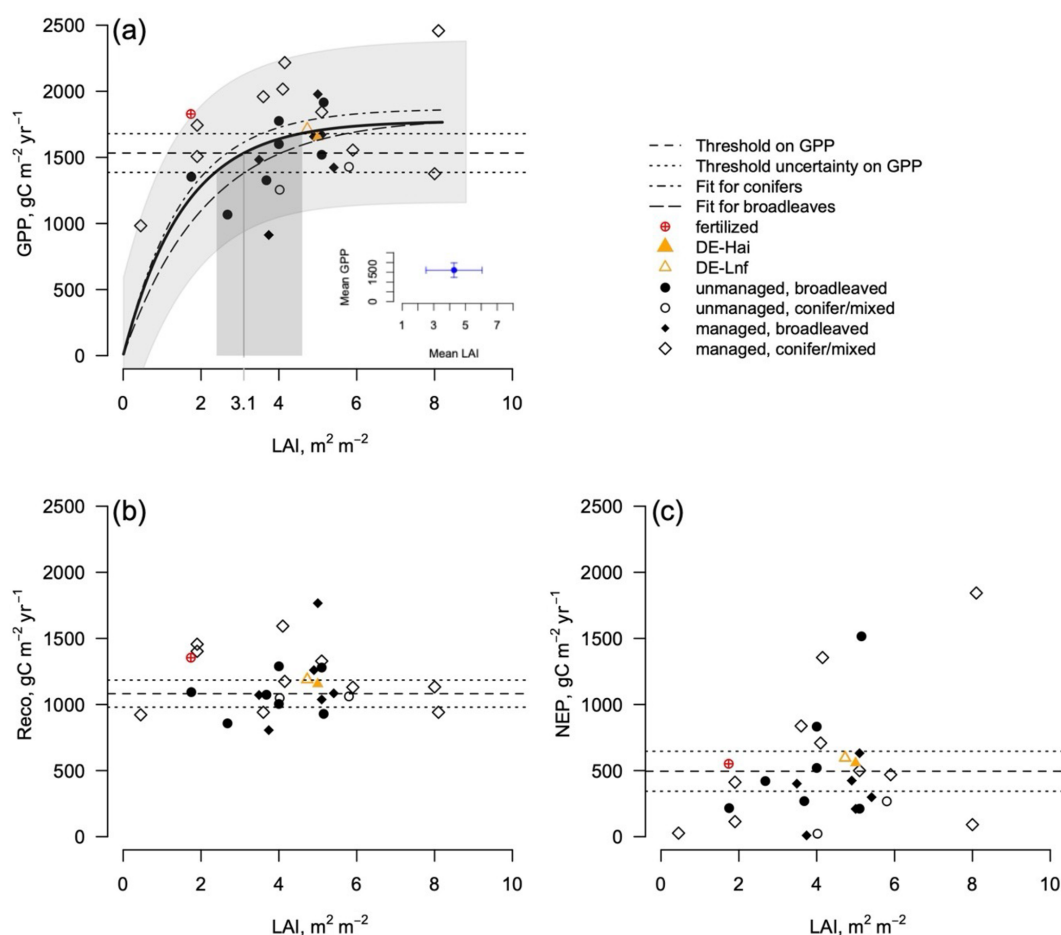 (a)
2500
2000
1500
1000
500
0
GPP, gC m⁻² yr⁻¹
0 2 3.1 4 6 8 10
LAI, m² m⁻²
Mean GPP
1500
0
1 3 5 7
Mean LAI
Threshold on GPP
Threshold uncertainty on GPP
Fit for conifers
Fit for broadleaves
fertilized
DE-Hai
DE-Lnf
unmanaged, broadleaved
unmanaged, conifer/mixed
managed, broadleaved
managed, conifer/mixed
(b)
2500
2000
1500
1000
500
0
Reco, gC m⁻² yr⁻¹
0 2 4 6 8 10
LAI, m² m⁻²
(c)
2500
2000
1500
1000
500
0
NEP, gC m⁻² yr⁻¹
0 2 4 6 8 10
LAI, m² m⁻²